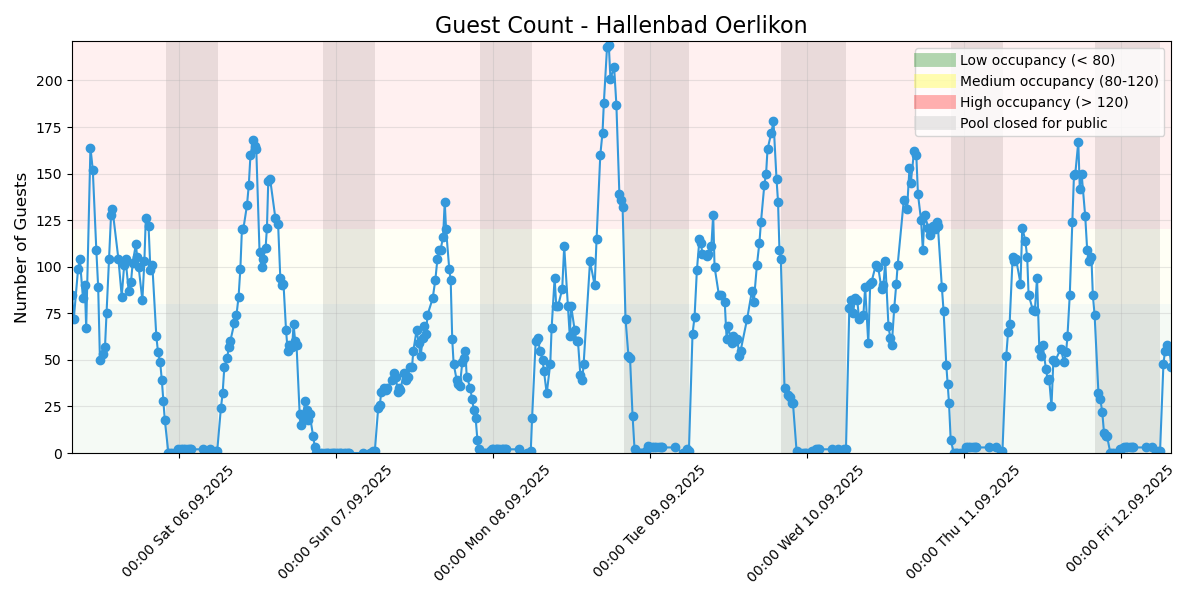 Guest Count - Hallenbad Oerlikon
Number of Guests
200
175
150
125
100
75
50
25
0
Low occupancy (< 80)
Medium occupancy (80-120)
High occupancy (> 120)
Pool closed for public
00:00 Sat 06.09.2025
00:00 Sun 07.09.2025
00:00 Mon 08.09.2025
00:00 Tue 09.09.2025
00:00 Wed 10.09.2025
00:00 Thu 11.09.2025
00:00 Fri 12.09.2025